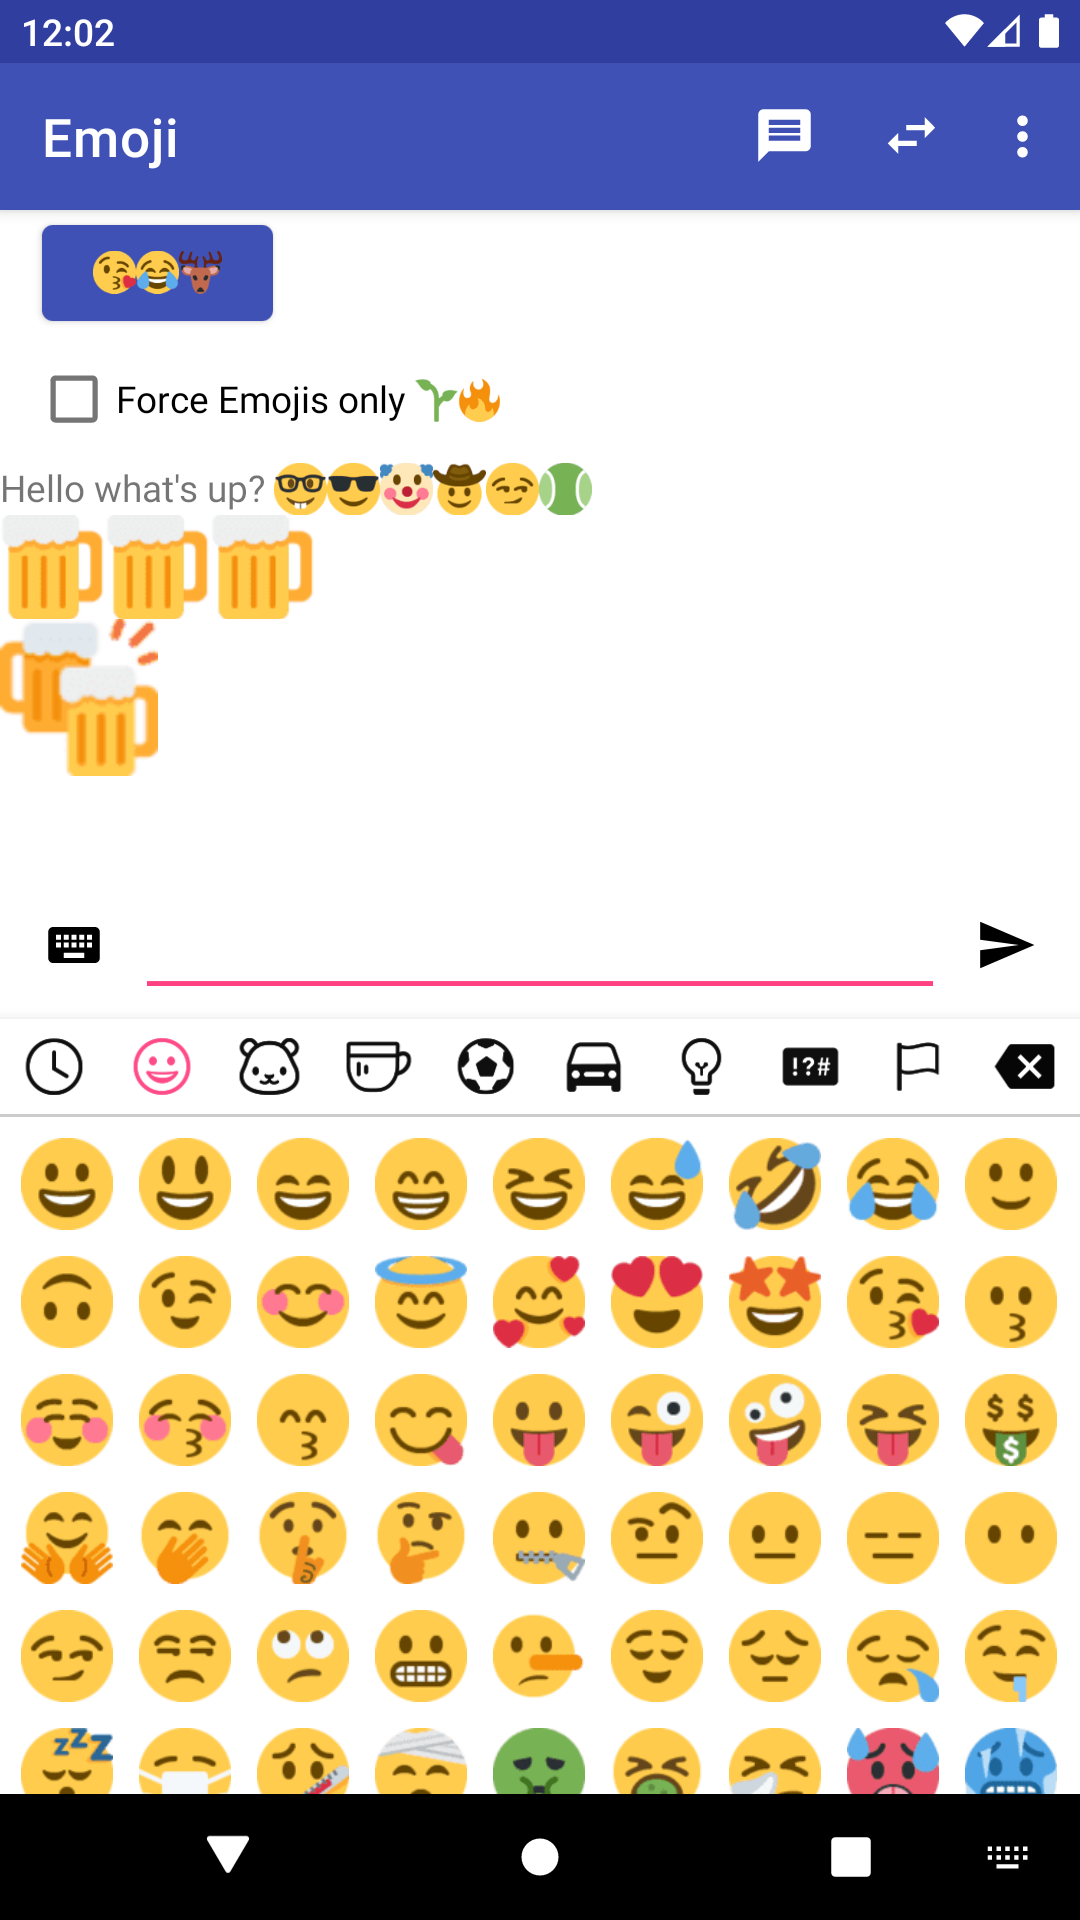 12:02
Emoji
😘😂🦌
Force Emojis only 🌱🔥
Hello what's up? 🤓😎🤡🤠😏🎾
🍺🍺🍺
🍻
!?#